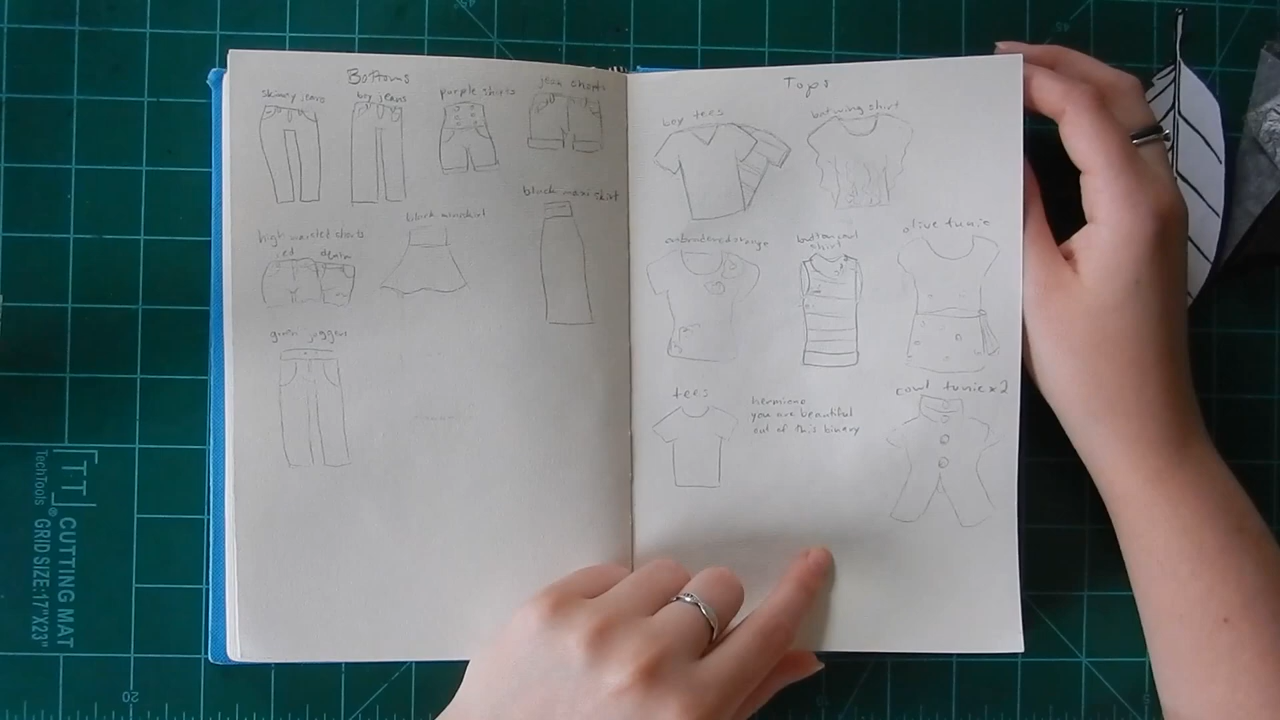 Bottoms
skinny jeans
boy jeans
purple shorts
jean shorts
high waisted shorts
red denim
black miniskirt
black maxi skirt
green joggers
Tops
boy tees
batwing shirt
embroidered orange
button cowl
shirt
olive tunic
tees
hermione
you are beautiful
out of this binary
cowl tunic x2
[TT]
TechTools®
CUTTING MAT
GRID SIZE:17"X23"
20